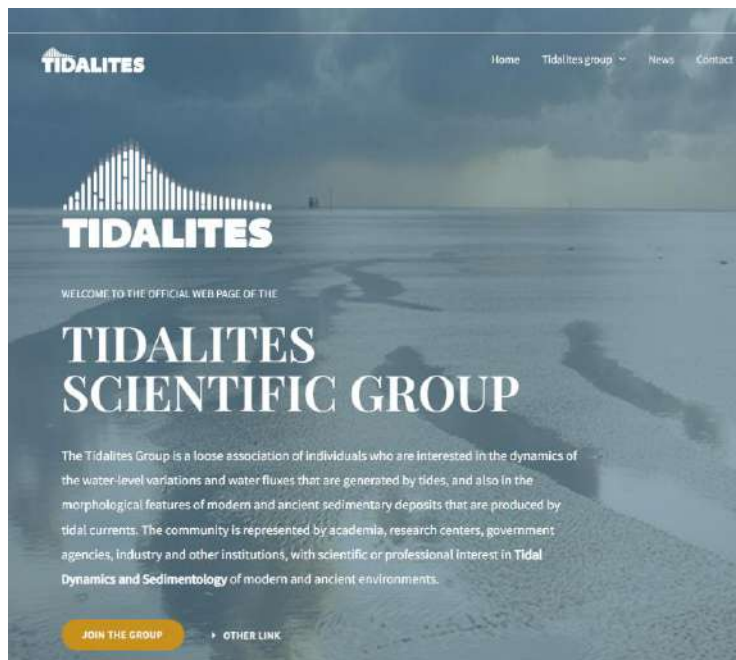 TIDALITES
Home Tidalites group News Contact
TIDALITES
WELCOME TO THE OFFICIAL WEB PAGE OF THE
TIDALITES
SCIENTIFIC GROUP
The Tidalites Group is a loose association of individuals who are interested in the dynamics of
the water-level variations and water fluxes that are generated by tides, and also in the
morphological features of modern and ancient sedimentary deposits that are produced by
tidal currents. The community is represented by academia, research centers, government
agencies, industry and other institutions, with scientific or professional interest in Tidal
Dynamics and Sedimentology of modern and ancient environments.
JOIN THE GROUP OTHER LINK